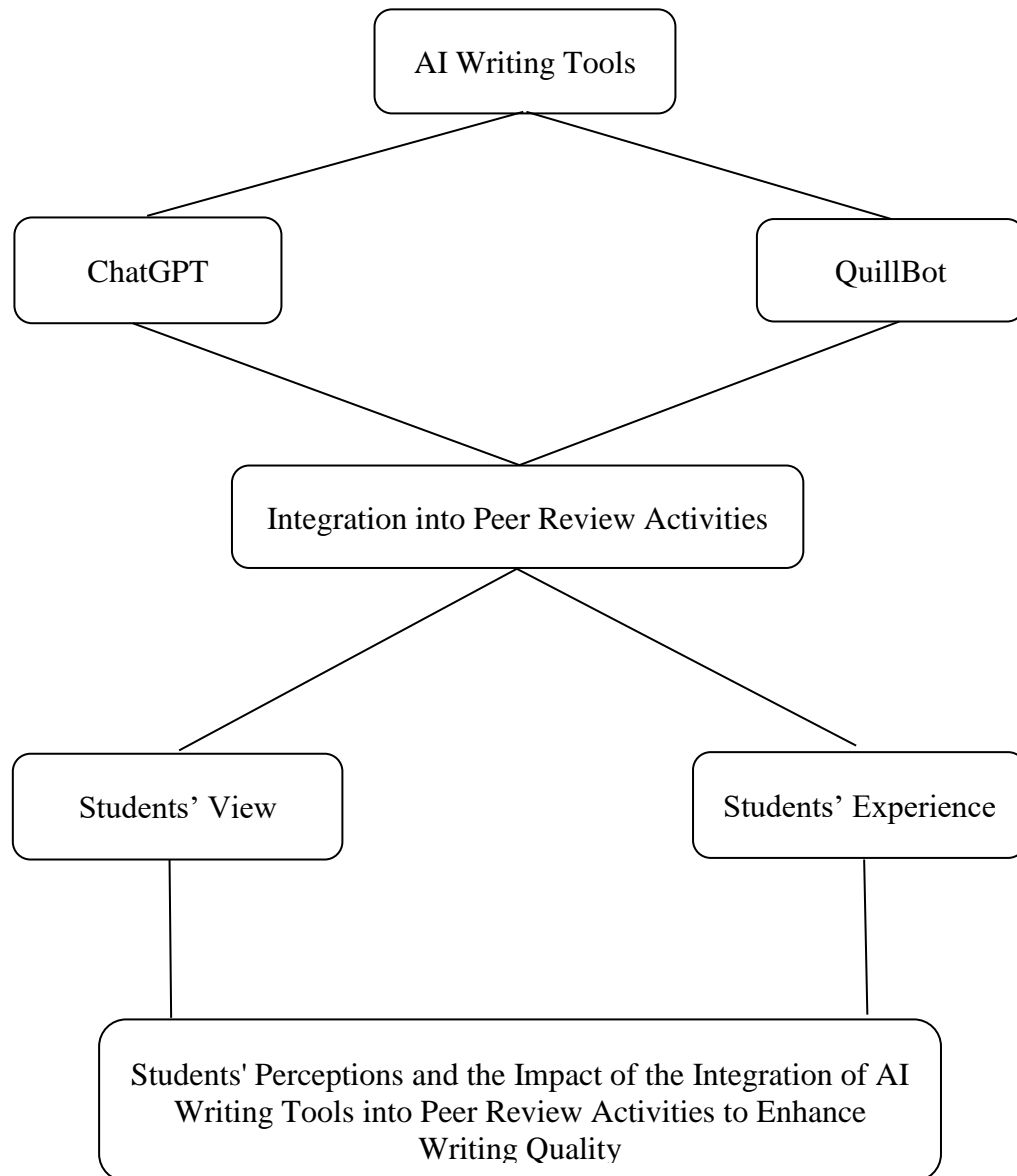 AI Writing Tools
ChatGPT
QuillBot
Integration into Peer Review Activities
Students’ View
Students’ Experience
Students' Perceptions and the Impact of the Integration of AI
Writing Tools into Peer Review Activities to Enhance
Writing Quality